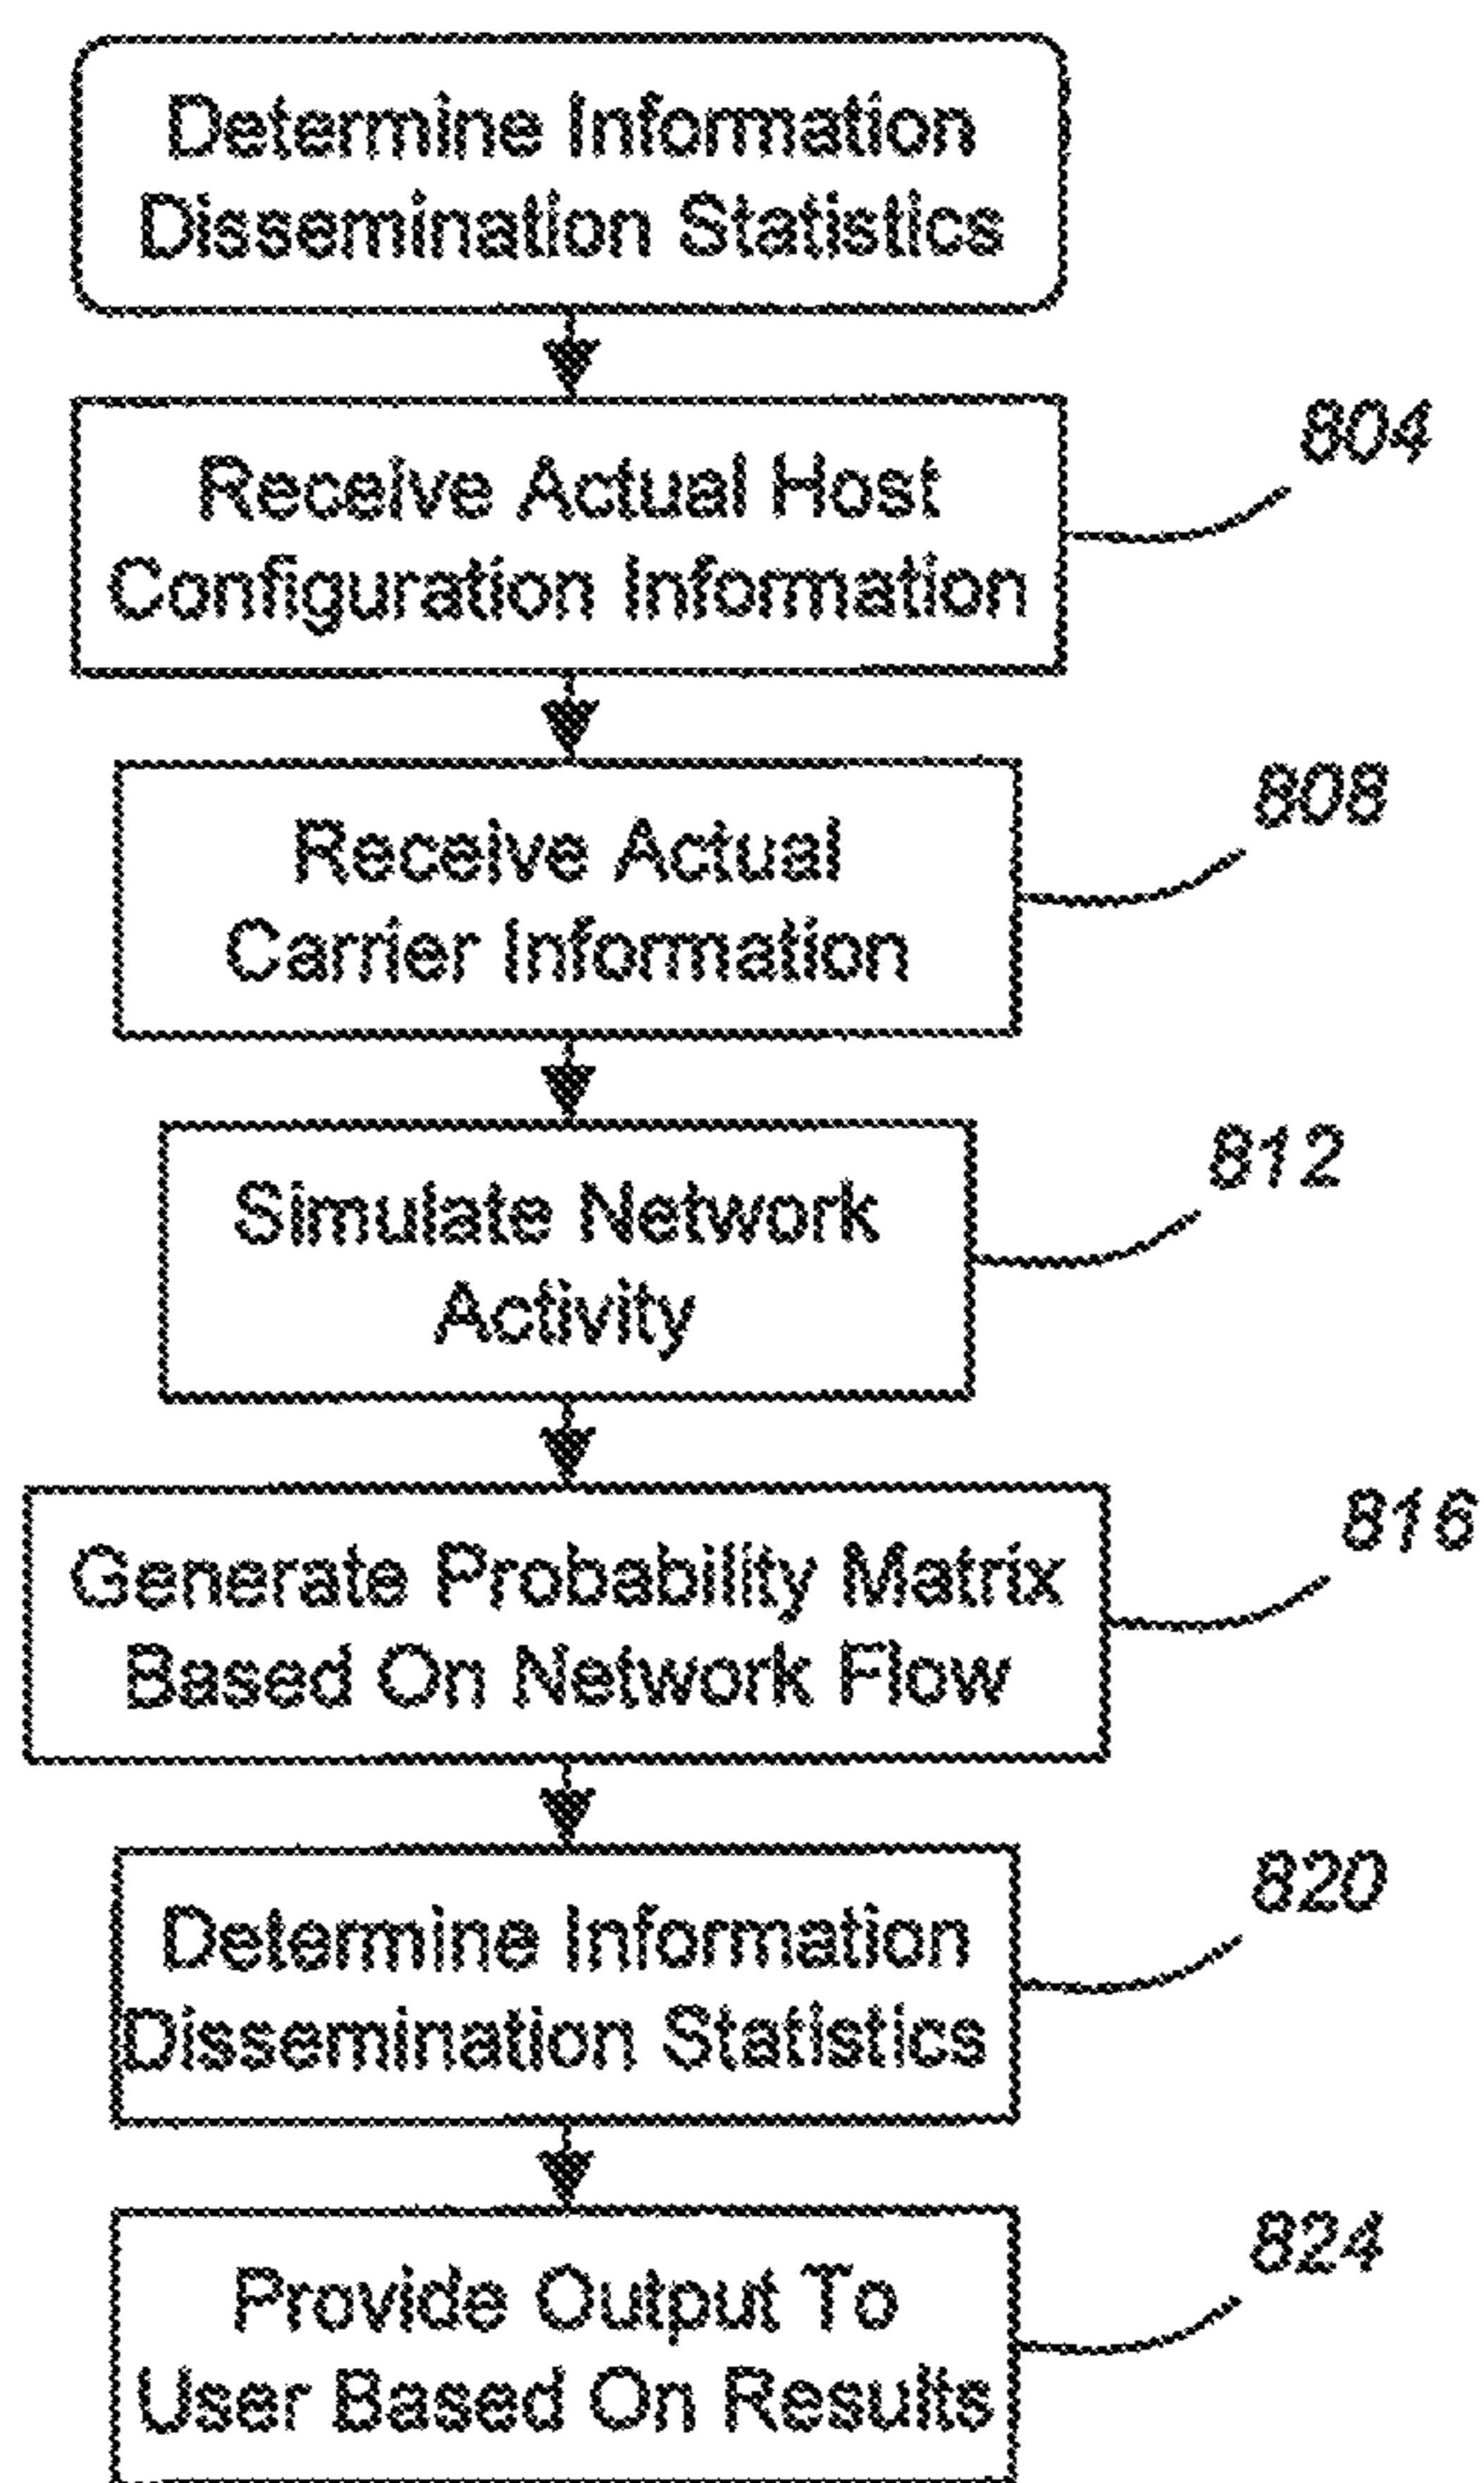 Determine Information
Dissemination Statistics
Receive Actual Host
Configuration Information
804
Receive Actual
Carrier Information
808
Simulate Network
Activity
812
Generate Probability Matrix
Based On Network Flow
816
Determine Information
Dissemination Statistics
820
Provide Output To
User Based On Results
824